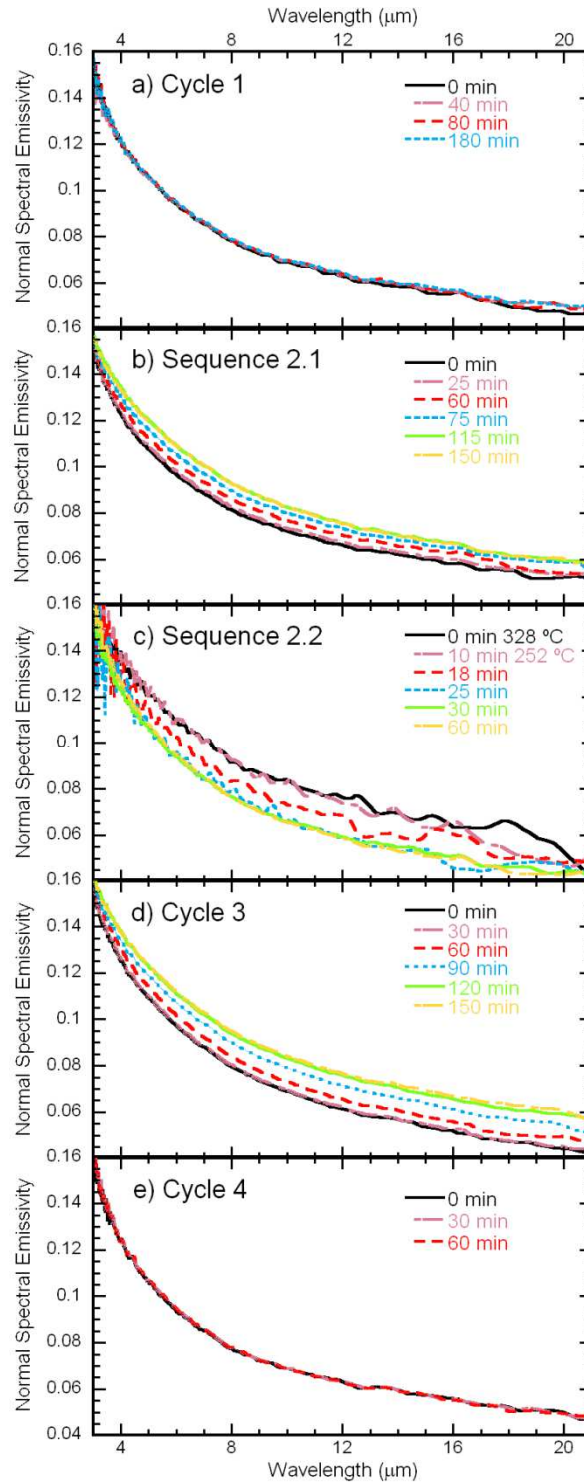 Wavelength (μm)
4 8 12 16 20
0.16
0.14
0.12
0.1
0.08
0.06
Normal Spectral Emissivity
a) Cycle 1
0 min
40 min
80 min
180 min
0.16
0.14
0.12
0.1
0.08
0.06
Normal Spectral Emissivity
b) Sequence 2.1
0 min
25 min
60 min
75 min
115 min
150 min
0.16
0.14
0.12
0.1
0.08
0.06
Normal Spectral Emissivity
c) Sequence 2.2
0 min 328 ºC
10 min 252 ºC
18 min
25 min
30 min
60 min
0.16
0.14
0.12
0.1
0.08
0.06
Normal Spectral Emissivity
d) Cycle 3
0 min
30 min
60 min
90 min
120 min
150 min
0.16
0.14
0.12
0.1
0.08
0.06
0.04
Normal Spectral Emissivity
e) Cycle 4
0 min
30 min
60 min
4 8 12 16 20
Wavelength (μm)